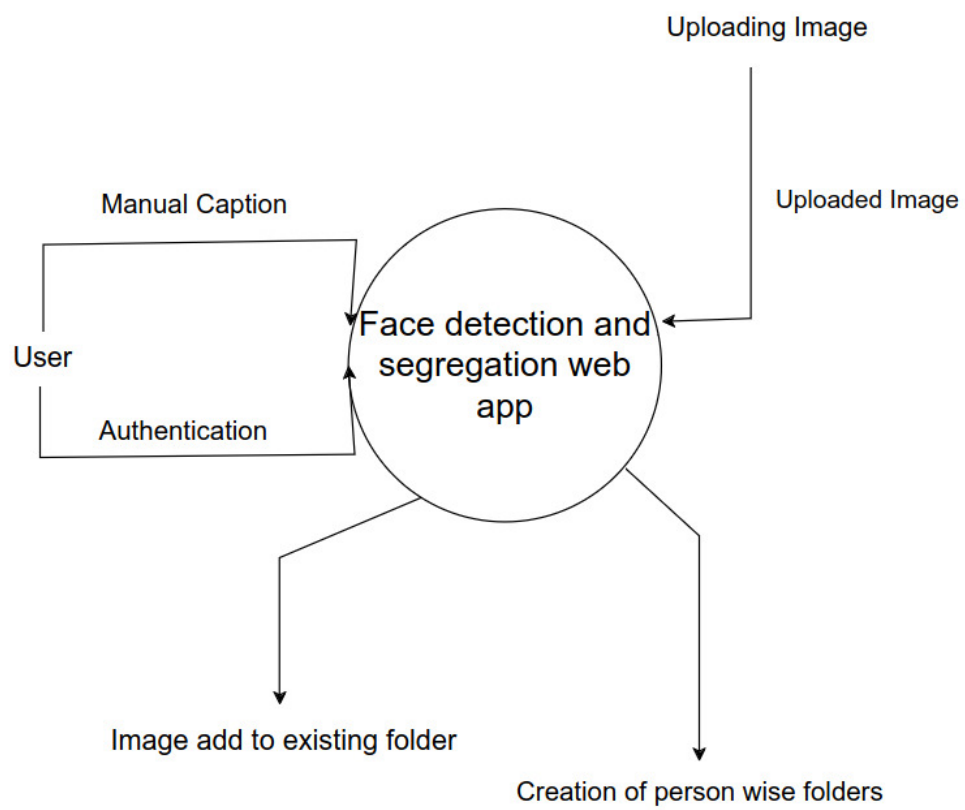 Uploading Image
Manual Caption
Uploaded Image
Face detection and
segregation web
app
User
Authentication
Image add to existing folder
Creation of person wise folders